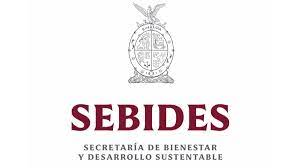 SEBIDES
SECRETARÍA DE BIENESTAR
Y DESARROLLO SUSTENTABLE